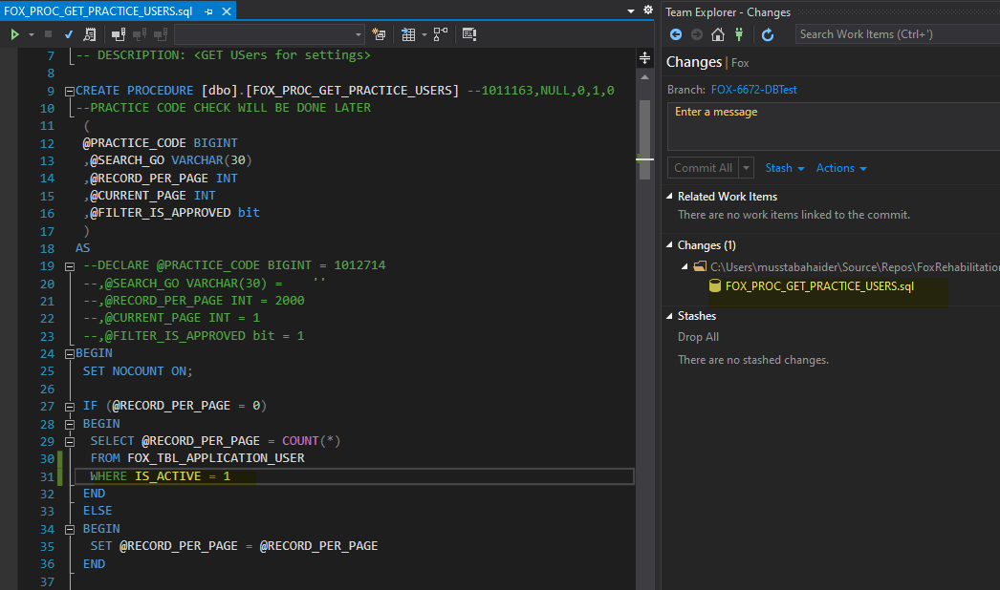 FOX_PROC_GET_PRACTICE_USERS.sql
7 -- DESCRIPTION: <GET USers for settings>
8
9 CREATE PROCEDURE [dbo].[FOX_PROC_GET_PRACTICE_USERS] --1011163,NULL,0,1,0
10 --PRACTICE CODE CHECK WILL BE DONE LATER
11 (
12 @PRACTICE_CODE BIGINT
13 ,@SEARCH_GO VARCHAR(30)
14 ,@RECORD_PER_PAGE INT
15 ,@CURRENT_PAGE INT
16 ,@FILTER_IS_APPROVED bit
17 )
18 AS
19 --DECLARE @PRACTICE_CODE BIGINT = 1012714
20 --,@SEARCH_GO VARCHAR(30) = ''
21 --,@RECORD_PER_PAGE INT = 2000
22 --,@CURRENT_PAGE INT = 1
23 --,@FILTER_IS_APPROVED bit = 1
24 BEGIN
25 SET NOCOUNT ON;
26
27 IF (@RECORD_PER_PAGE = 0)
28 BEGIN
29 SELECT @RECORD_PER_PAGE = COUNT(*)
30 FROM FOX_TBL_APPLICATION_USER
31 WHERE IS_ACTIVE = 1
32 END
33 ELSE
34 BEGIN
35 SET @RECORD_PER_PAGE = @RECORD_PER_PAGE
36 END
37
Team Explorer - Changes
Search Work Items (Ctrl+')
Changes | Fox
Branch: FOX-6672-DBTest
Enter a message
Commit All Stash Actions
Related Work Items
There are no work items linked to the commit.
Changes (1)
C:\Users\musstabahaider\Source\Repos\FoxRehabilitation
FOX_PROC_GET_PRACTICE_USERS.sql
Stashes
Drop All
There are no stashed changes.